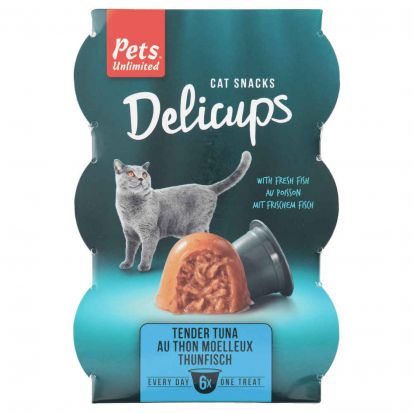 Pets
Unlimited
CAT SNACKS
Delicups
WITH FRESH FISH
AU POISSON
MIT FRISCHEM FISCH
TENDER TUNA
AU THON MOELLEUX
THUNFISCH
EVERY DAY 6x ONE TREAT